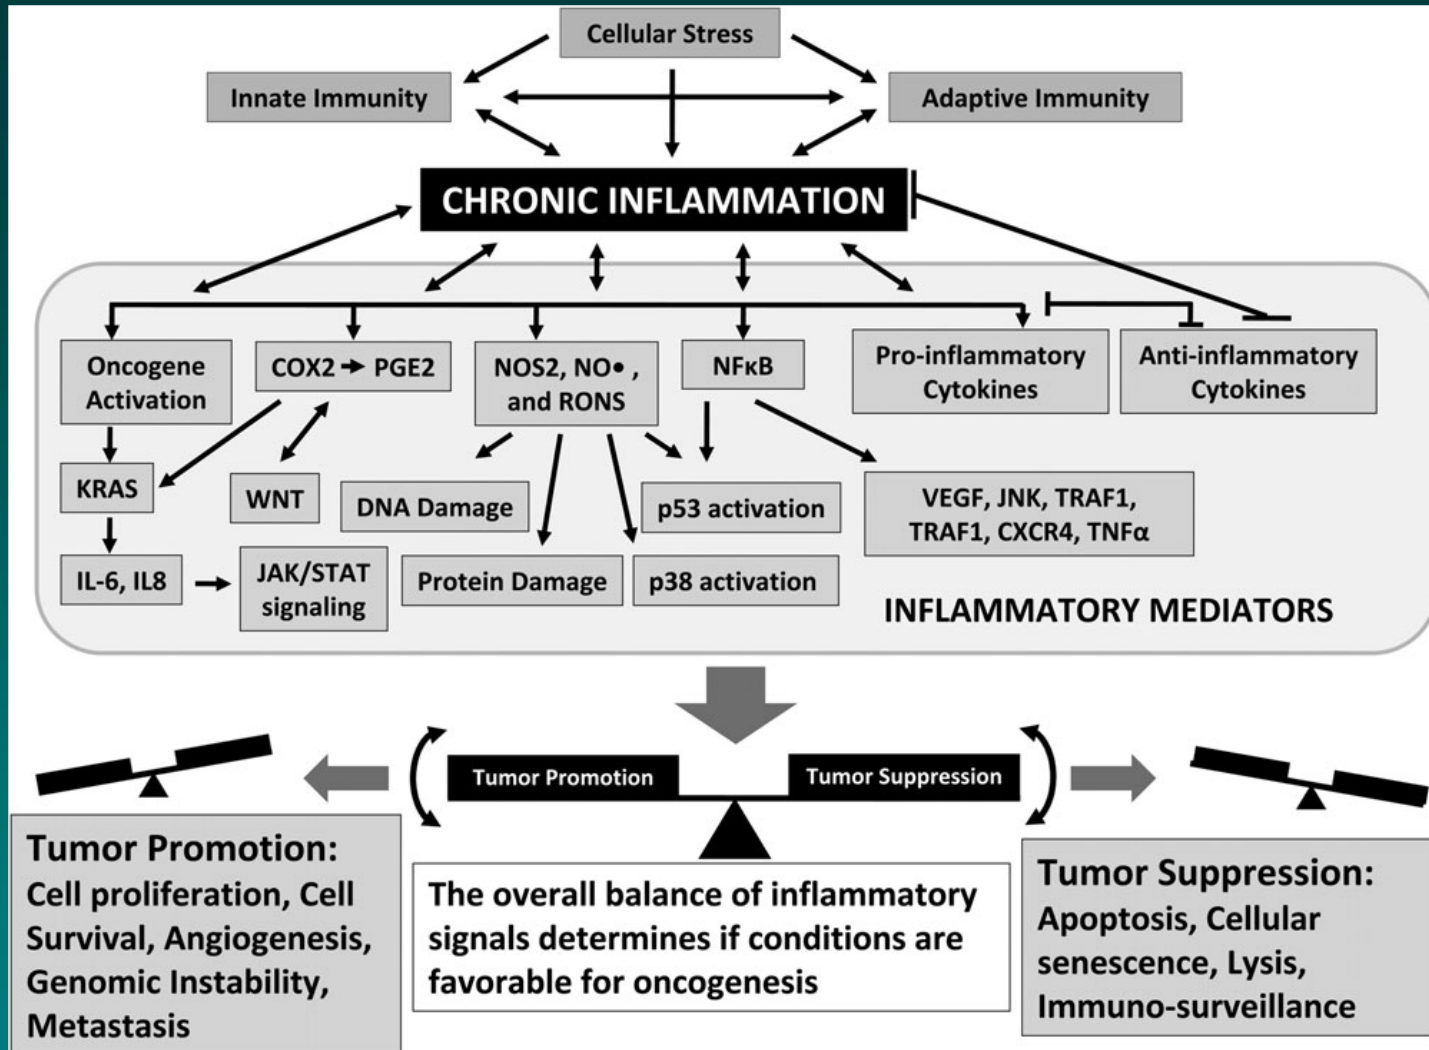 Cellular Stress
Innate Immunity
Adaptive Immunity
CHRONIC INFLAMMATION
Oncogene
Activation
COX2 → PGE2
NOS2, NO• ,
and RONS
NFκB
Pro-inflammatory
Cytokines
Anti-inflammatory
Cytokines
KRAS
WNT
DNA Damage
p53 activation
VEGF, JNK, TRAF1,
TRAF1, CXCR4, TNFα
IL-6, IL8
JAK/STAT
signaling
Protein Damage
p38 activation
INFLAMMATORY MEDIATORS
Tumor Promotion
Tumor Suppression
Tumor Promotion:
Cell proliferation, Cell
Survival, Angiogenesis,
Genomic Instability,
Metastasis
The overall balance of inflammatory
signals determines if conditions are
favorable for oncogenesis
Tumor Suppression:
Apoptosis, Cellular
senescence, Lysis,
Immuno-surveillance